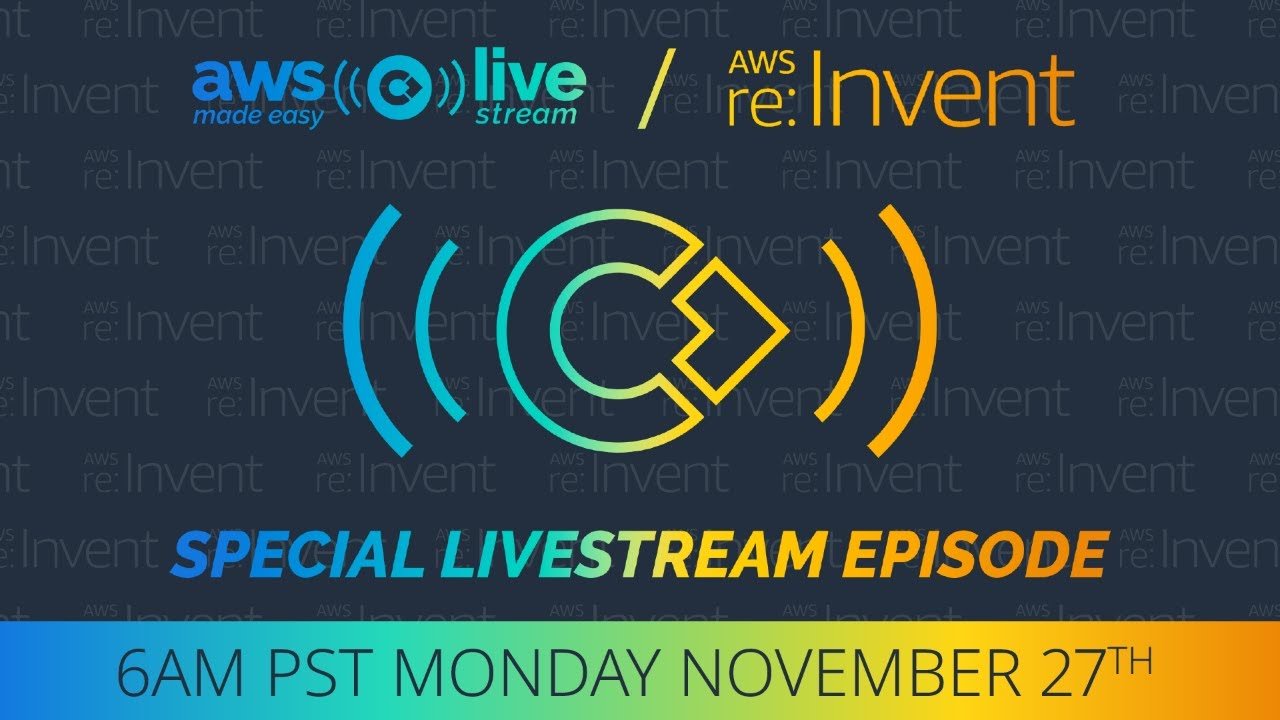 aws live / AWS
made easy stream re:Invent
SPECIAL LIVESTREAM EPISODE
6AM PST MONDAY NOVEMBER 27TH